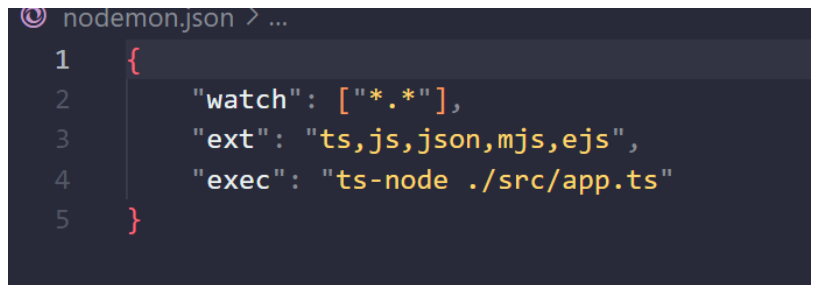 nodemon.json > ...
1 {
2 "watch": ["*.*"],
3 "ext": "ts,js,json,mjs,ejs",
4 "exec": "ts-node ./src/app.ts"
5 }